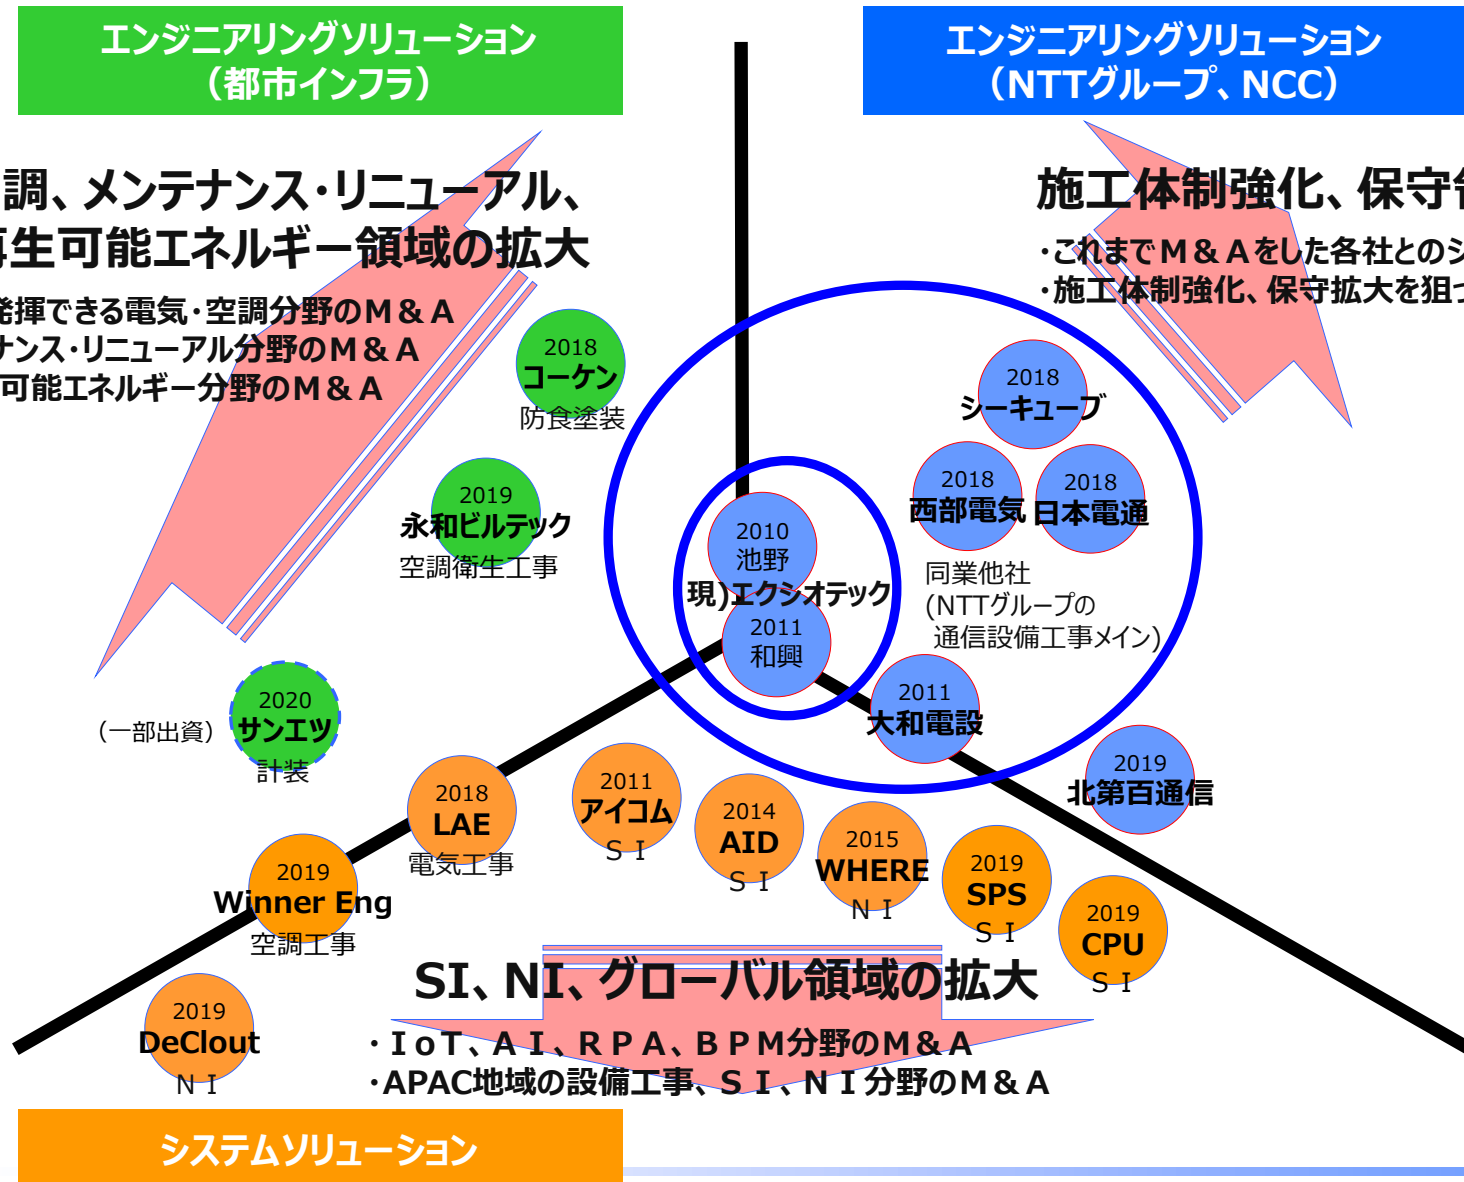 エンジニアリングソリューション
（都市インフラ）
エンジニアリングソリューション
（NTTグループ、NCC）
調、メンテナンス・リニューアル、
再生可能エネルギー領域の拡大
発揮できる電気・空調分野のM＆A
ナンス・リニューアル分野のM＆A
可能エネルギー分野のM＆A
施工体制強化、保守
・これまでM＆Aをした各社とのシ
・施工体制強化、保守拡大を狙っ
2018
コーケン
防食塗装
2019
永和ビルテック
空調衛生工事
2020
サンエツ
（一部出資）
計装
2018
シーキューブ
2018
西部電気
2018
日本電通
同業他社
(NTTグループの
通信設備工事メイン)
2010
池野
現)エクシオテック
2011
和興
2011
大和電設
2019
北第百通信
2018
LAE
電気工事
2019
Winner Eng
空調工事
2019
DeClout
ＮＩ
2011
アイコム
ＳＩ
2014
AID
ＳＩ
2015
WHERE
ＮＩ
2019
SPS
ＳＩ
2019
CPU
ＳＩ
SI、NI、グローバル領域の拡大
・ＩｏＴ、ＡＩ、ＲＰＡ、ＢＰＭ分野のM＆A
・APAC地域の設備工事、ＳＩ、ＮＩ分野のM＆A
システムソリューション